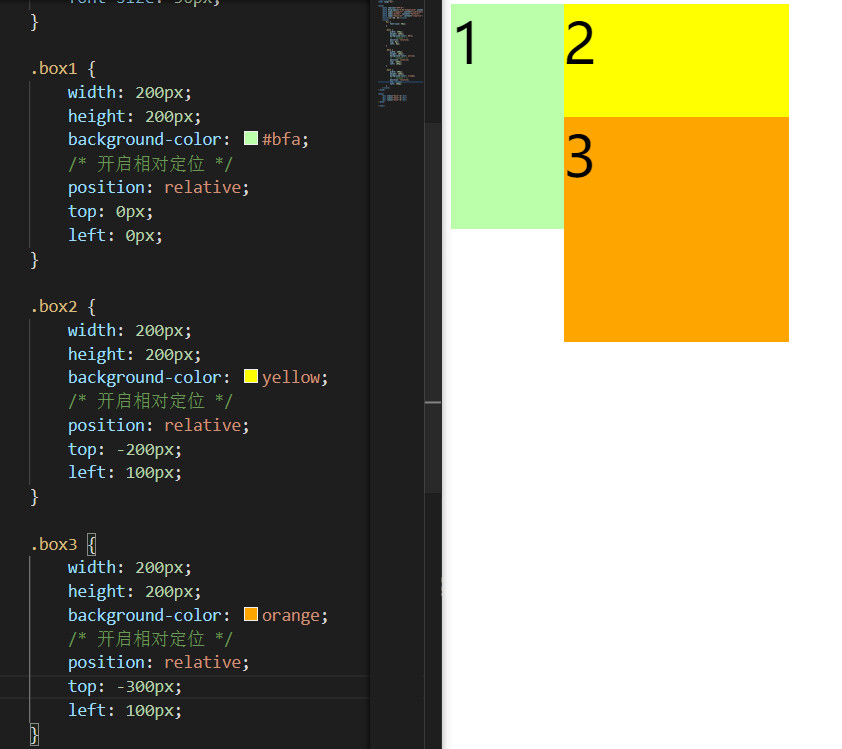 }
.box1 {
width: 200px;
height: 200px;
background-color: #bfa;
/* 开启相对定位 */
position: relative;
top: 0px;
left: 0px;
}
.box2 {
width: 200px;
height: 200px;
background-color: yellow;
/* 开启相对定位 */
position: relative;
top: -200px;
left: 100px;
}
.box3 {
width: 200px;
height: 200px;
background-color: orange;
/* 开启相对定位 */
position: relative;
top: -300px;
left: 100px;
}
1
2
3